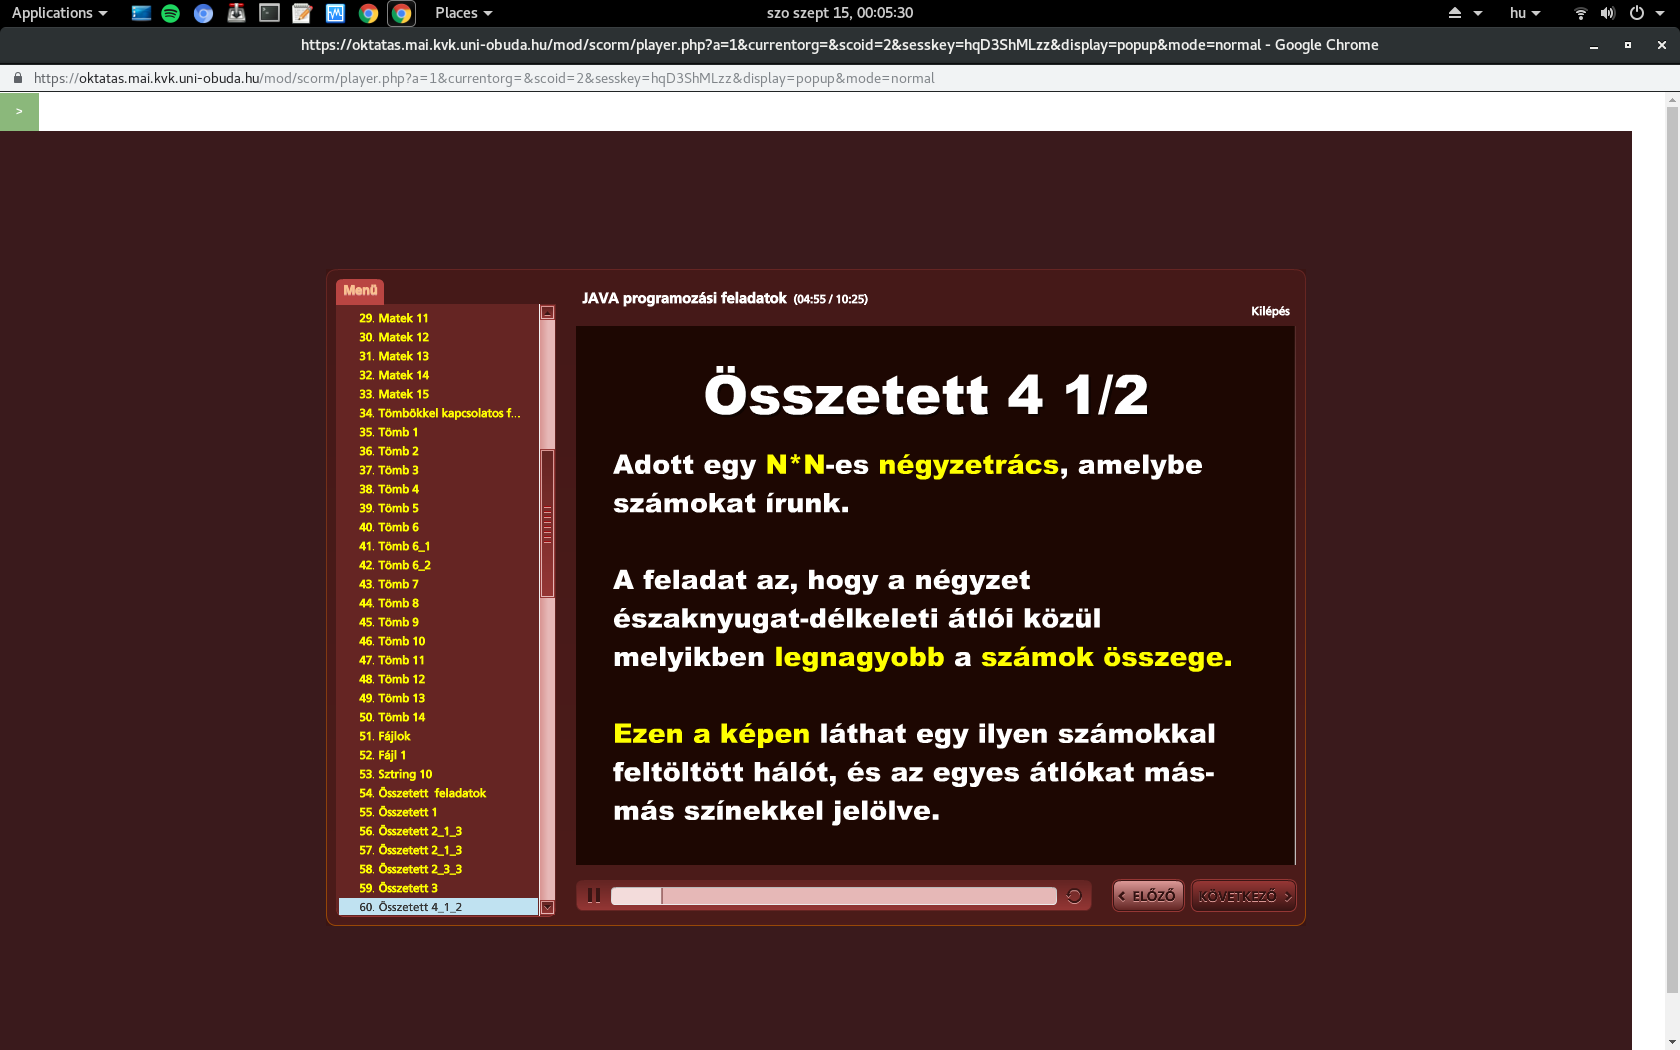 Applications
Places
szo szept 15, 00:05:30
hu
https://oktatas.mai.kvk.uni-obuda.hu/mod/scorm/player.php?a=1&currentorg=&scoid=2&sesskey=hqD3ShMLzz&display=popup&mode=normal - Google Chrome
https://oktatas.mai.kvk.uni-obuda.hu/mod/scorm/player.php?a=1&currentorg=&scoid=2&sesskey=hqD3ShMLzz&display=popup&mode=normal
>
Menü
29. Matek 11
30. Matek 12
31. Matek 13
32. Matek 14
33. Matek 15
34. Tömbökkel kapcsolatos f...
35. Tömb 1
36. Tömb 2
37. Tömb 3
38. Tömb 4
39. Tömb 5
40. Tömb 6
41. Tömb 6_1
42. Tömb 6_2
43. Tömb 7
44. Tömb 8
45. Tömb 9
46. Tömb 10
47. Tömb 11
48. Tömb 12
49. Tömb 13
50. Tömb 14
51. Fájlok
52. Fájl 1
53. Sztring 10
54. Összetett feladatok
55. Összetett 1
56. Összetett 2_1_3
57. Összetett 2_1_3
58. Összetett 2_3_3
59. Összetett 3
60. Összetett 4_1_2
JAVA programozási feladatok (04:55 / 10:25)
Kilépés
Összetett 4 1/2
Adott egy N*N-es négyzetrács, amelybe
számokat írunk.
A feladat az, hogy a négyzet
északnyugat-délkeleti átlói közül
melyikben legnagyobb a számok összege.
Ezen a képen láthat egy ilyen számokkal
feltöltött hálót, és az egyes átlókat más-
más színekkel jelölve.
< ELŐZŐ
KÖVETKEZŐ >